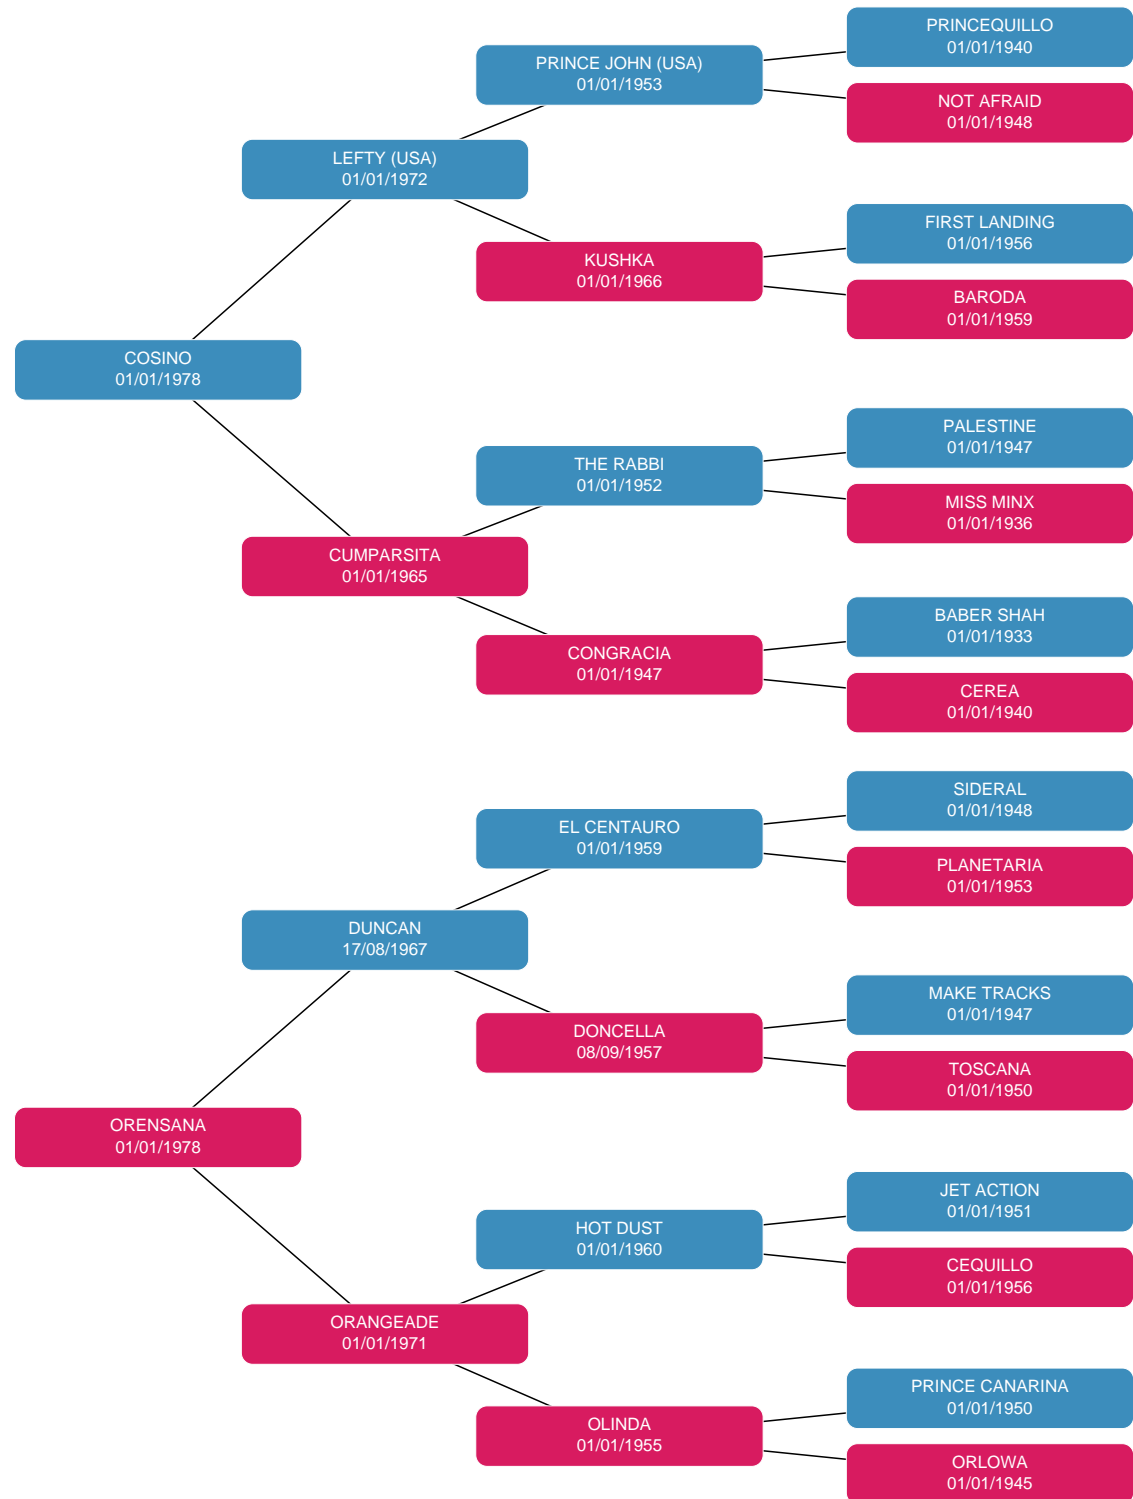 PRINCEQUILLO
01/01/1940
PRINCE JOHN (USA)
01/01/1953
NOT AFRAID
01/01/1948
LEFTY (USA)
01/01/1972
FIRST LANDING
01/01/1956
KUSHKA
01/01/1966
BARODA
01/01/1959
COSINO
01/01/1978
PALESTINE
01/01/1947
THE RABBI
01/01/1952
MISS MINX
01/01/1936
CUMPARSITA
01/01/1965
BABER SHAH
01/01/1933
CONGRACIA
01/01/1947
CEREA
01/01/1940
SIDERAL
01/01/1948
EL CENTAURO
01/01/1959
PLANETARIA
01/01/1953
DUNCAN
17/08/1967
MAKE TRACKS
01/01/1947
DONCELLA
08/09/1957
TOSCANA
01/01/1950
ORENSANA
01/01/1978
JET ACTION
01/01/1951
HOT DUST
01/01/1960
CEQUILLO
01/01/1956
ORANGEADE
01/01/1971
PRINCE CANARINA
01/01/1950
OLINDA
01/01/1955
ORLOWA
01/01/1945